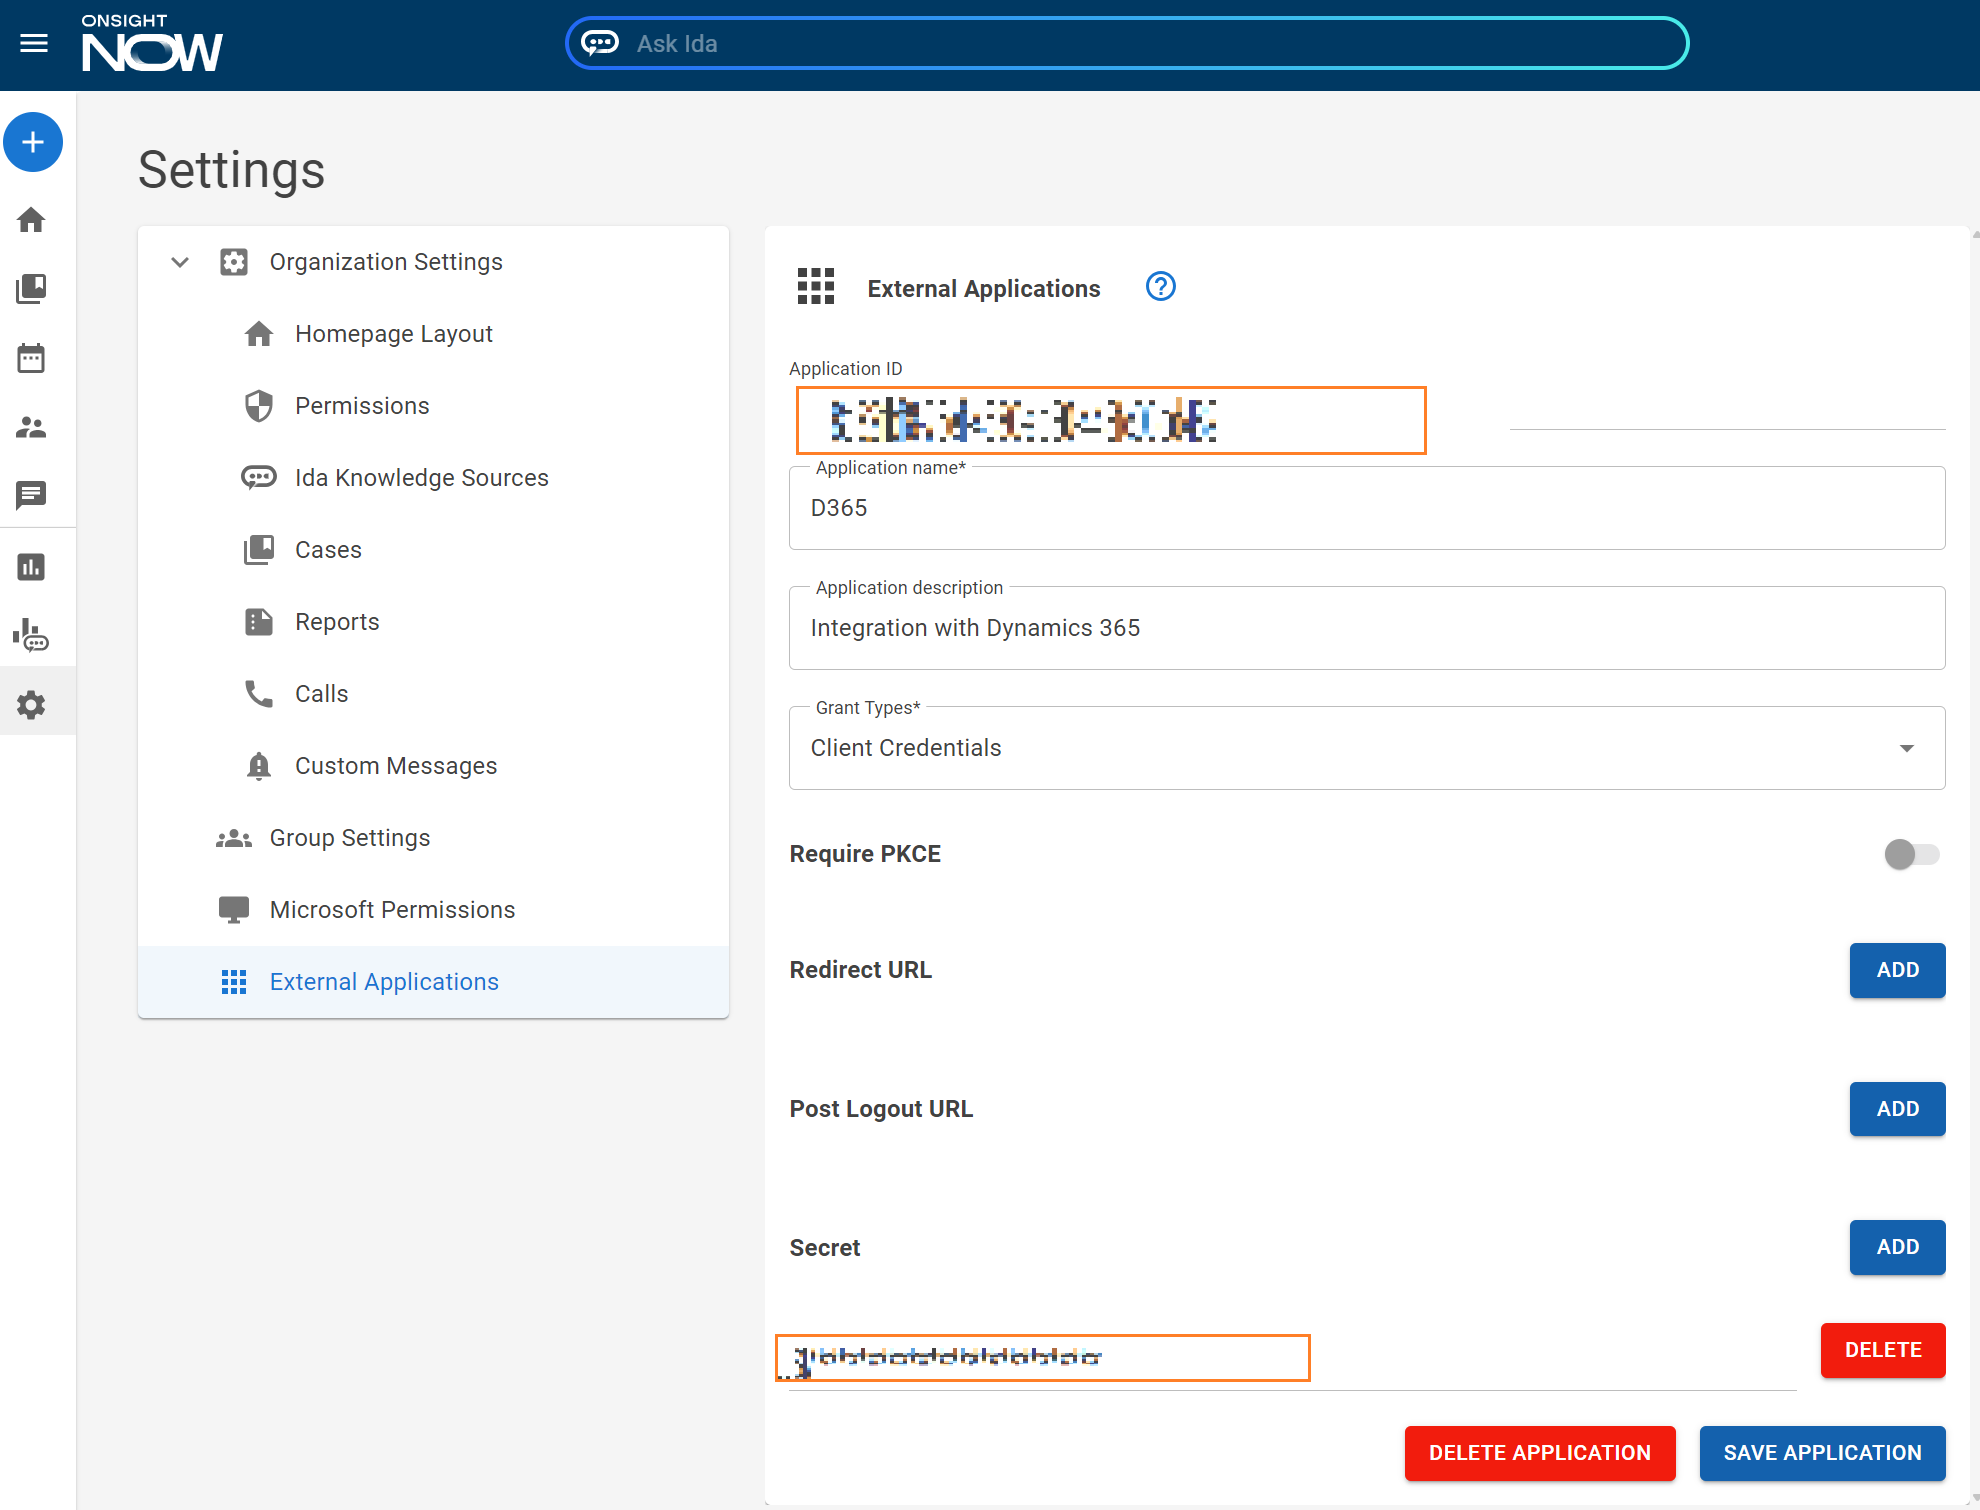 ONSIGHT
NOW
Ask Ida
Settings
Organization Settings
Homepage Layout
Permissions
Ida Knowledge Sources
Cases
Reports
Calls
Custom Messages
Group Settings
Microsoft Permissions
External Applications
External Applications
Application ID
Application name*
D365
Application description
Integration with Dynamics 365
Grant Types*
Client Credentials
Require PKCE
Redirect URL
ADD
Post Logout URL
ADD
Secret
ADD
DELETE
DELETE APPLICATION
SAVE APPLICATION